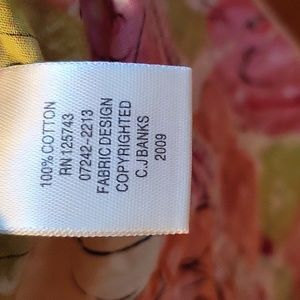 100% COTTON
RN 125743
07242-2213
FABRIC DESIGN
COPYRIGHTED
C.J BANKS
2009